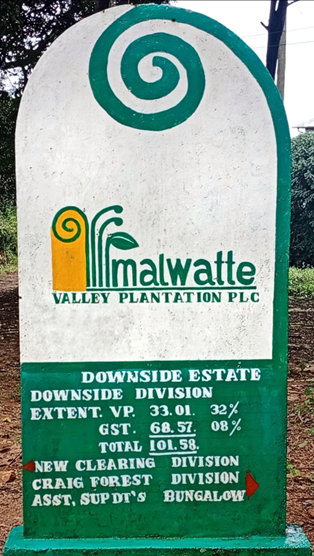 malwatte
VALLEY PLANTATION PLC
DOWNSIDE ESTATE
DOWNSIDE DIVISION
EXTENT. VP. 33.01. 32%
GST. 68.57. 08%
TOTAL 101.58.
NEW CLEARING DIVISION
CRAIG FOREST DIVISION
ASST, SUPDT'S BUNGALOW